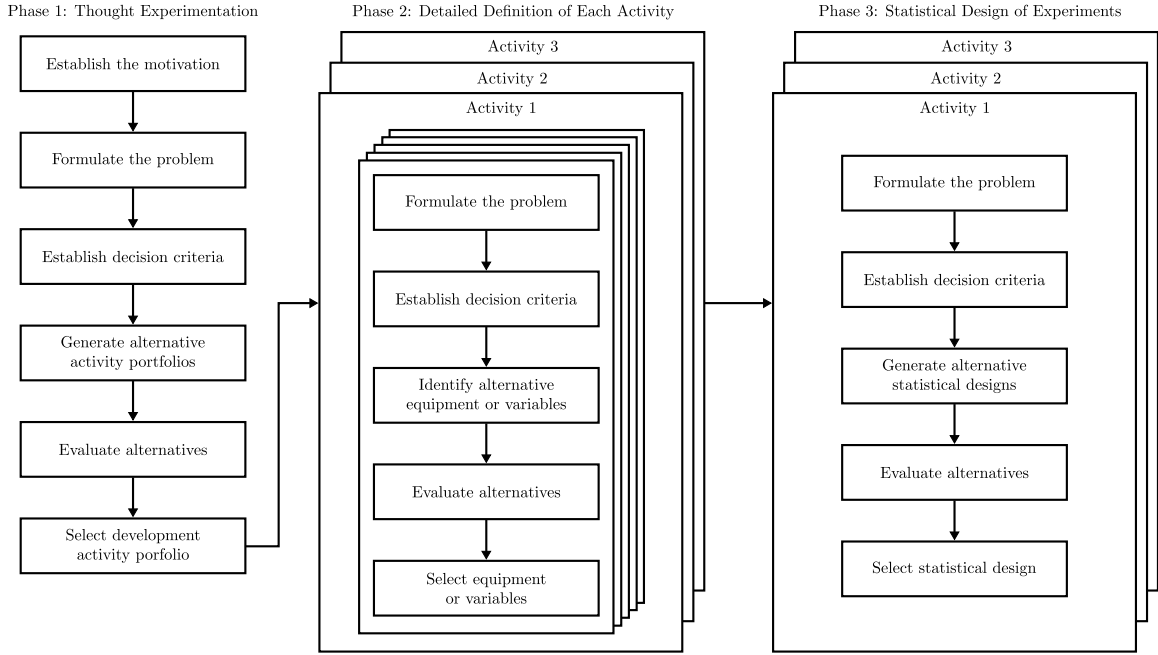 Phase 1: Thought Experimentation
Establish the motivation
Formulate the problem
Establish decision criteria
Generate alternative
activity portfolios
Evaluate alternatives
Select development
activity porfolio
Phase 2: Detailed Definition of Each Activity
Activity 3
Activity 2
Activity 1
Formulate the problem
Establish decision criteria
Identify alternative
equipment or variables
Evaluate alternatives
Select equipment
or variables
Phase 3: Statistical Design of Experiments
Activity 3
Activity 2
Activity 1
Formulate the problem
Establish decision criteria
Generate alternative
statistical designs
Evaluate alternatives
Select statistical design